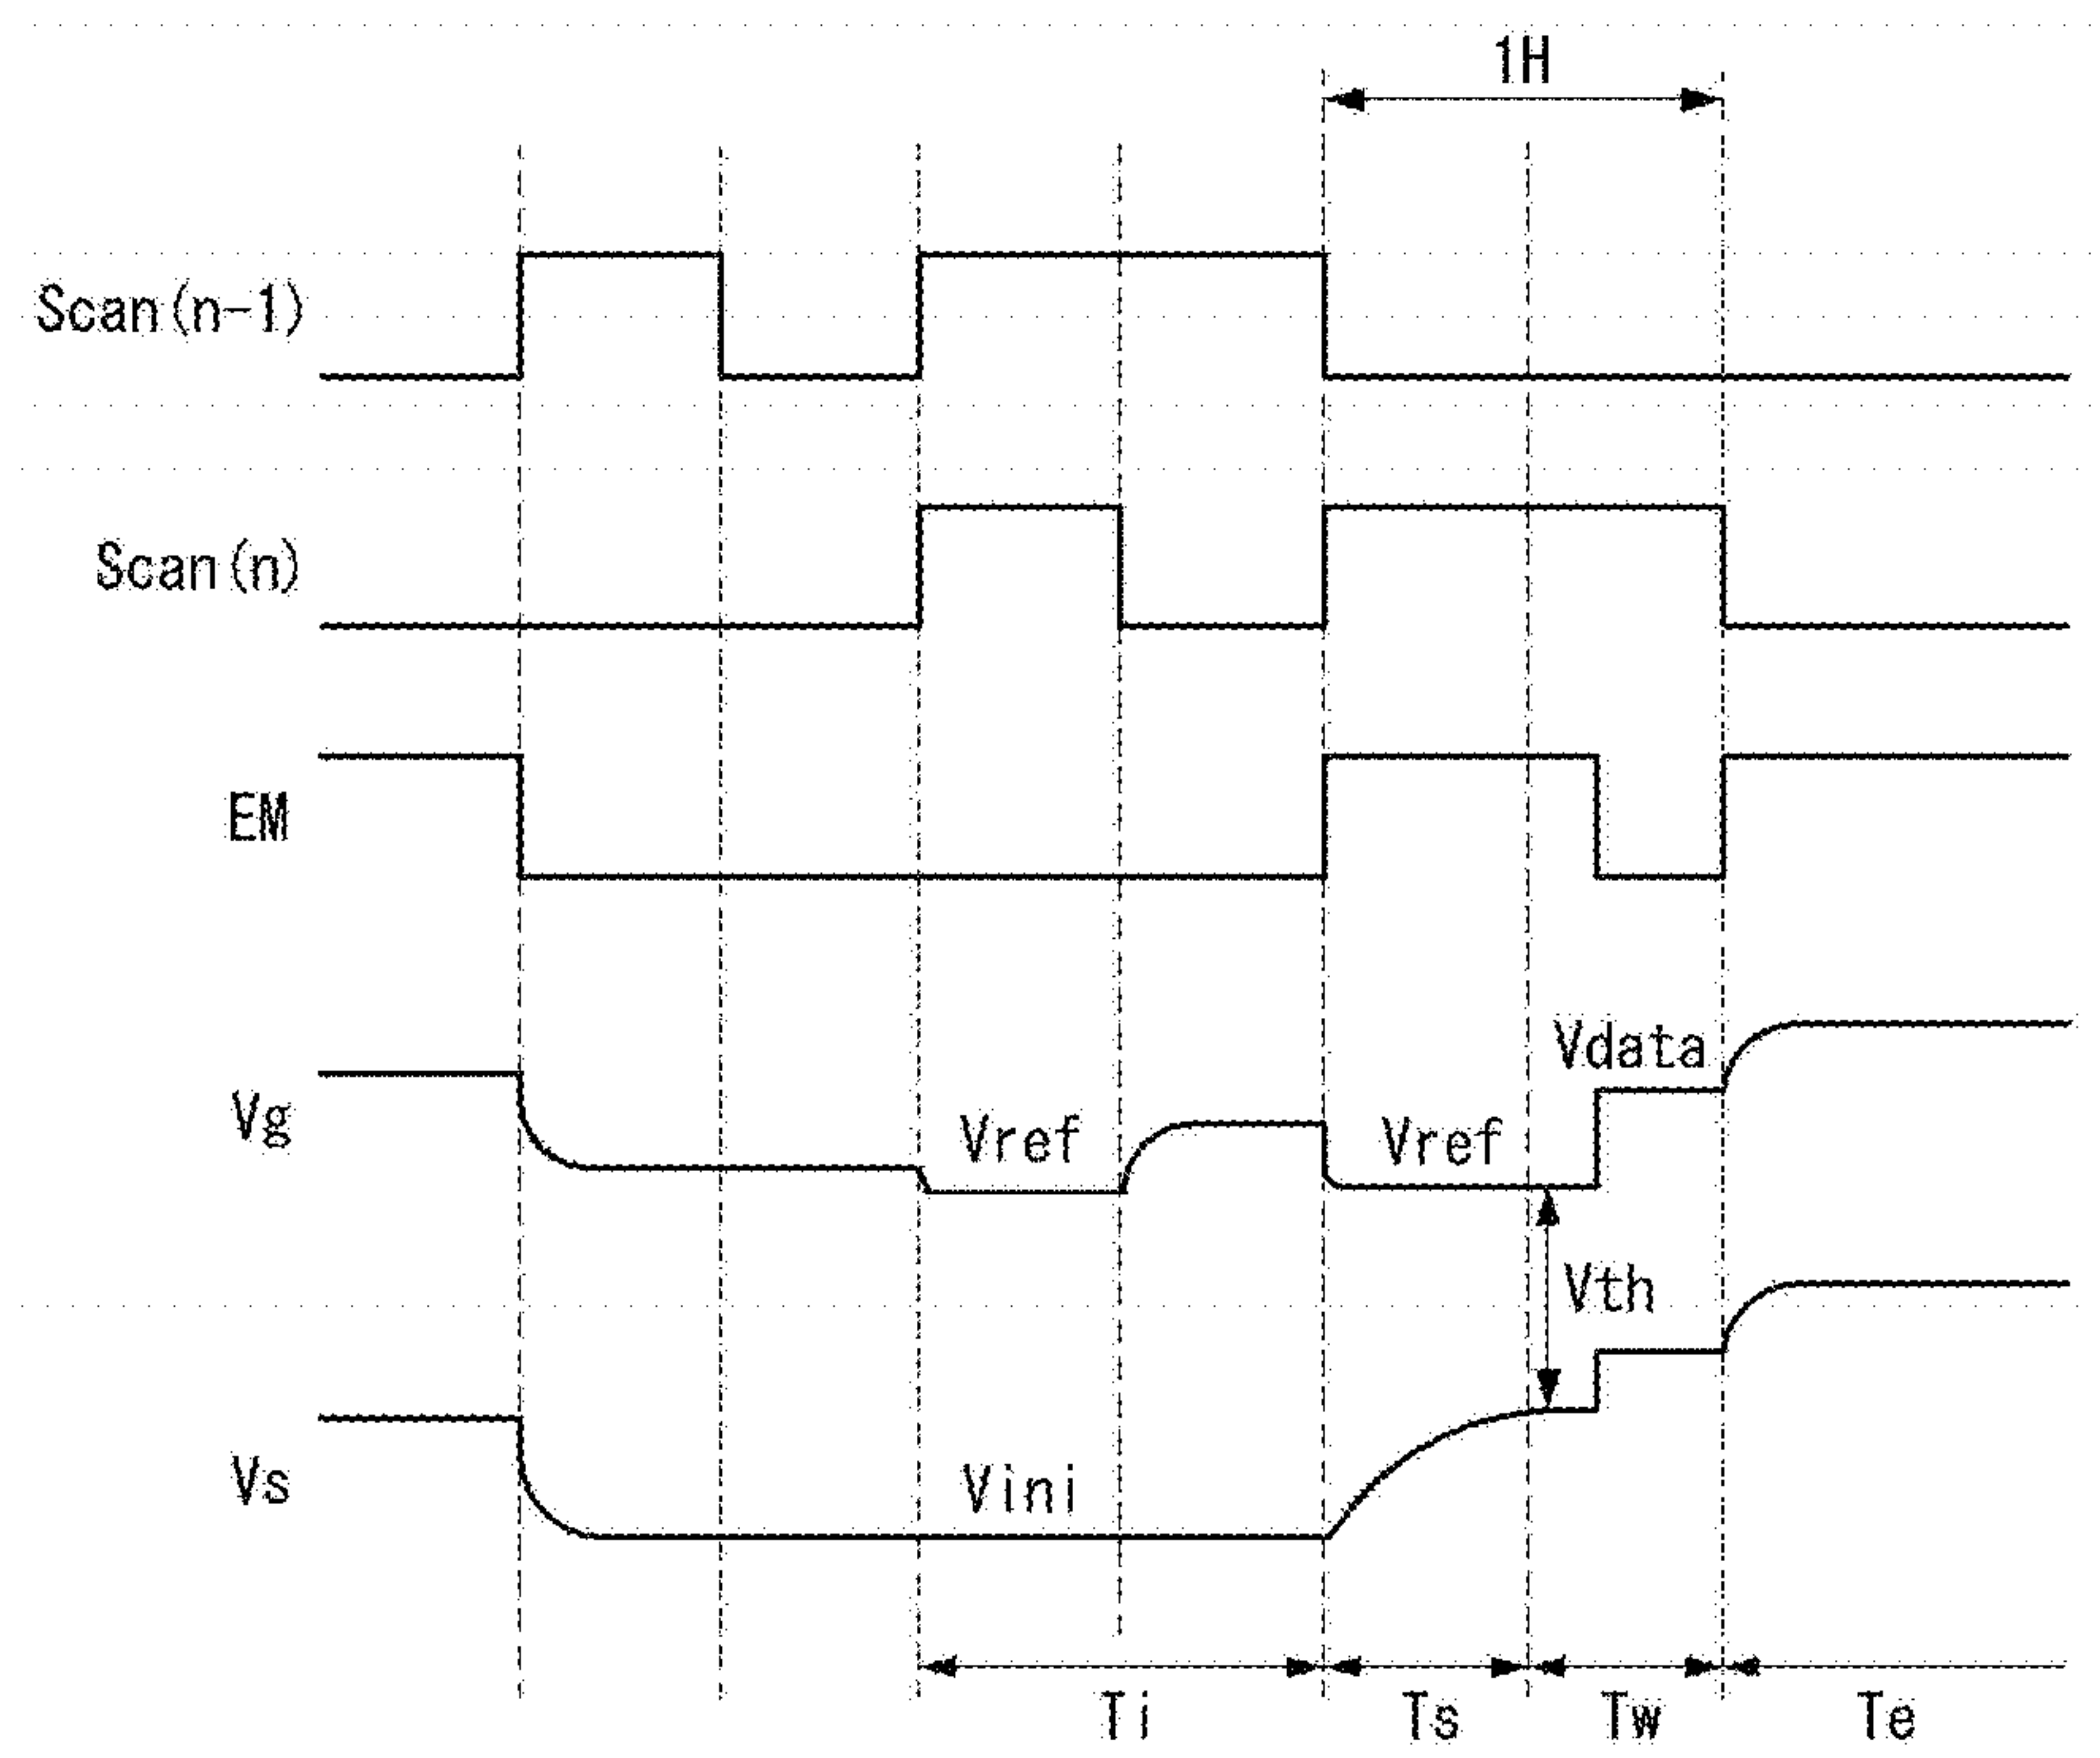 1H
Scan(n-1)
Scan(n)
EM
Vdata
Vg
Vref
Vref
Vth
Vs
Vini
Ti
Ts
Tw
Te